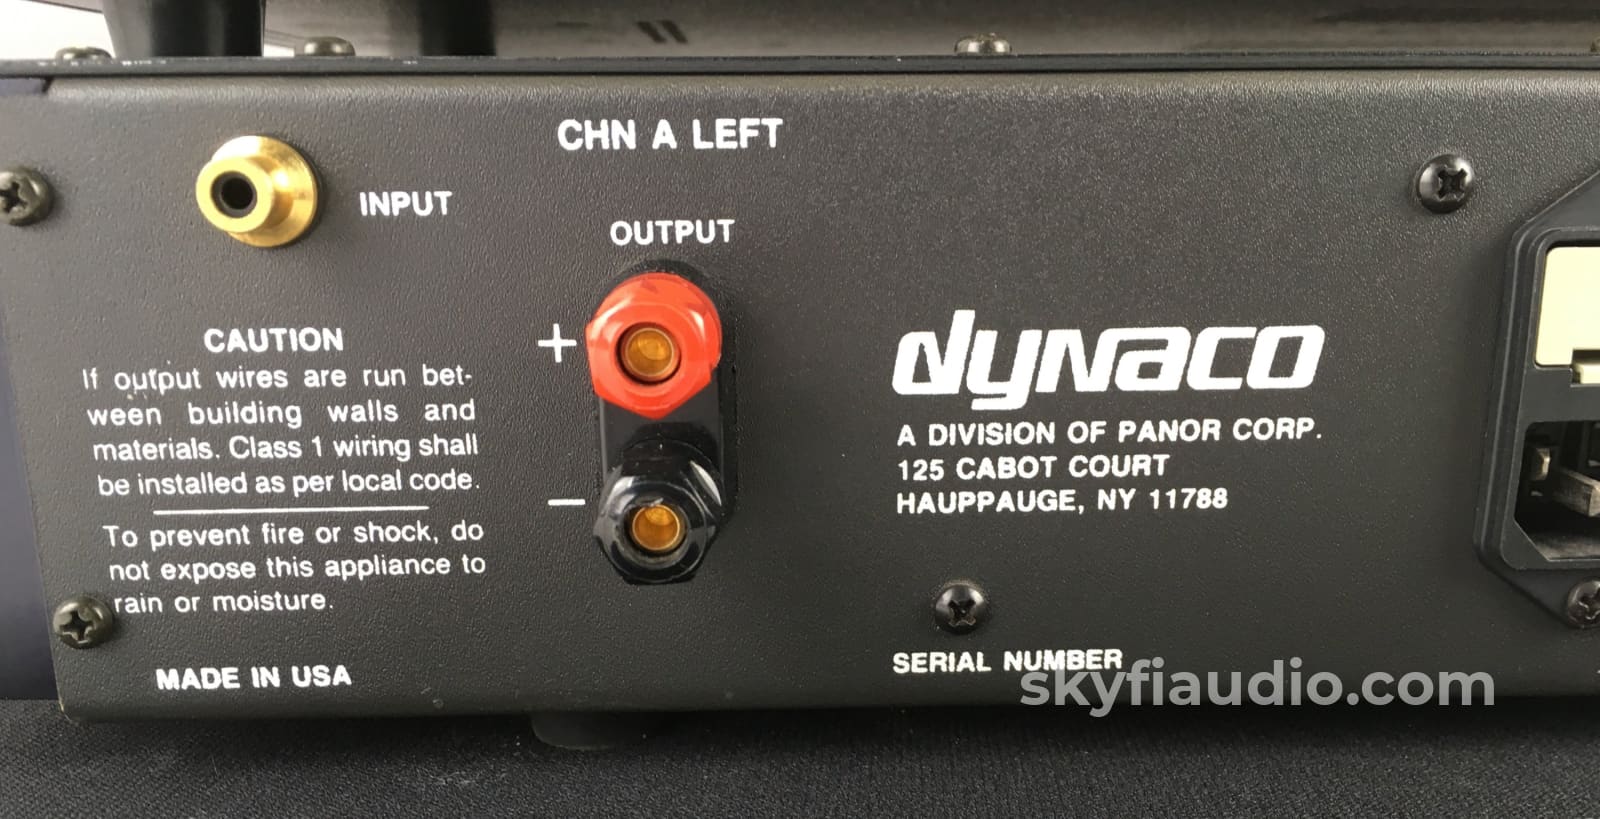 CHN A LEFT
INPUT
OUTPUT
+
−
CAUTION
If output wires are run bet-
ween building walls and
materials. Class 1 wiring shall
be installed as per local code.
To prevent fire or shock, do
not expose this appliance to
rain or moisture.
MADE IN USA
dynaco
A DIVISION OF PANOR CORP.
125 CABOT COURT
HAUPPAUGE, NY 11788
SERIAL NUMBER
skyfiaudio.com